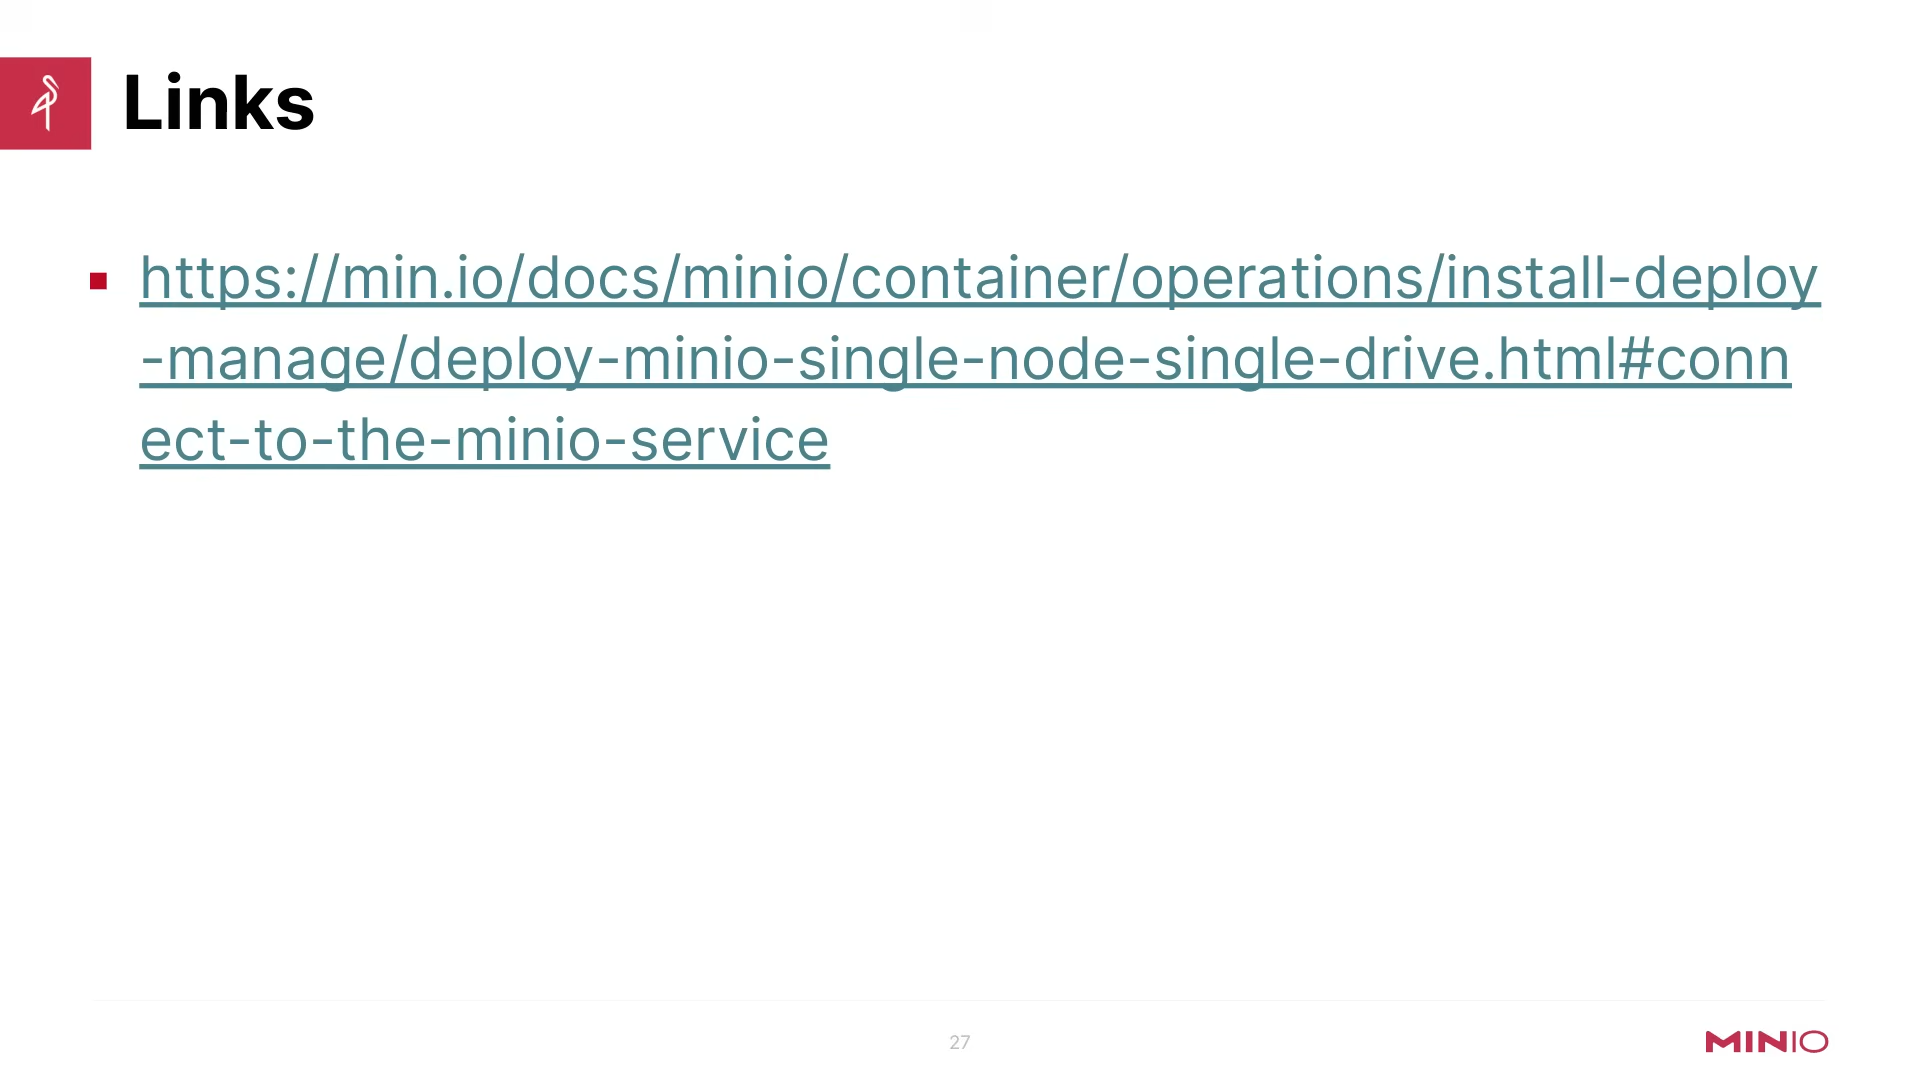 Links
https://min.io/docs/minio/container/operations/install-deploy
-manage/deploy-minio-single-node-single-drive.html#conn
ect-to-the-minio-service
27
MINIO